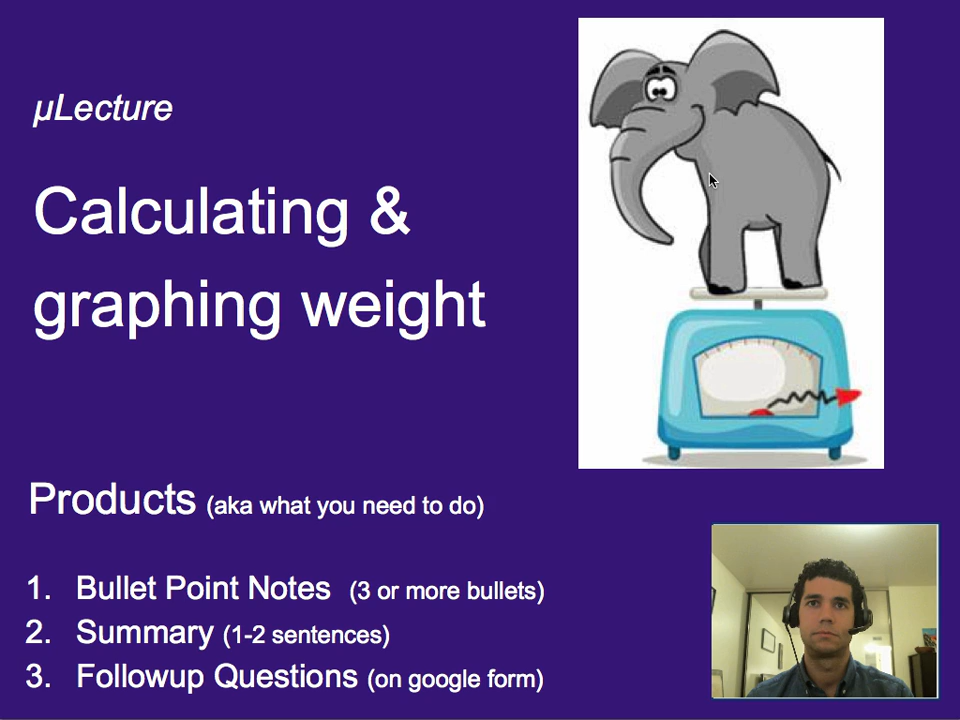 µLecture
Calculating &
graphing weight
Products (aka what you need to do)
1. Bullet Point Notes (3 or more bullets)
2. Summary (1-2 sentences)
3. Followup Questions (on google form)